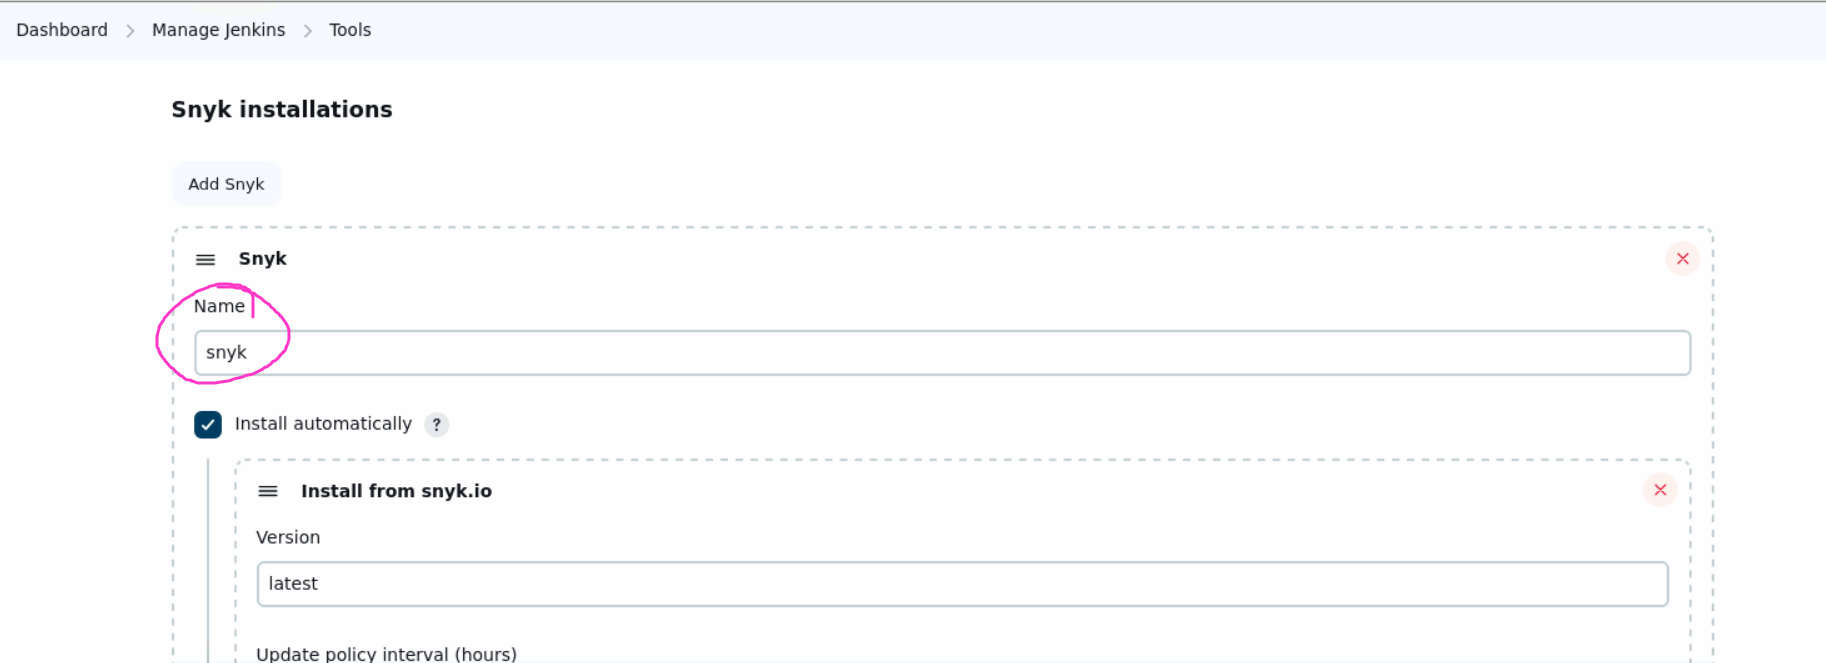 Dashboard > Manage Jenkins > Tools
Snyk installations
Add Snyk
Snyk
Name
snyk
Install automatically ?
Install from snyk.io
Version
latest
Update policy interval (hours)